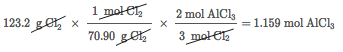 123.2 g Cl₂ × 1 mol Cl₂ / 70.90 g Cl₂ × 2 mol AlCl₃ / 3 mol Cl₂ = 1.159 mol AlCl₃